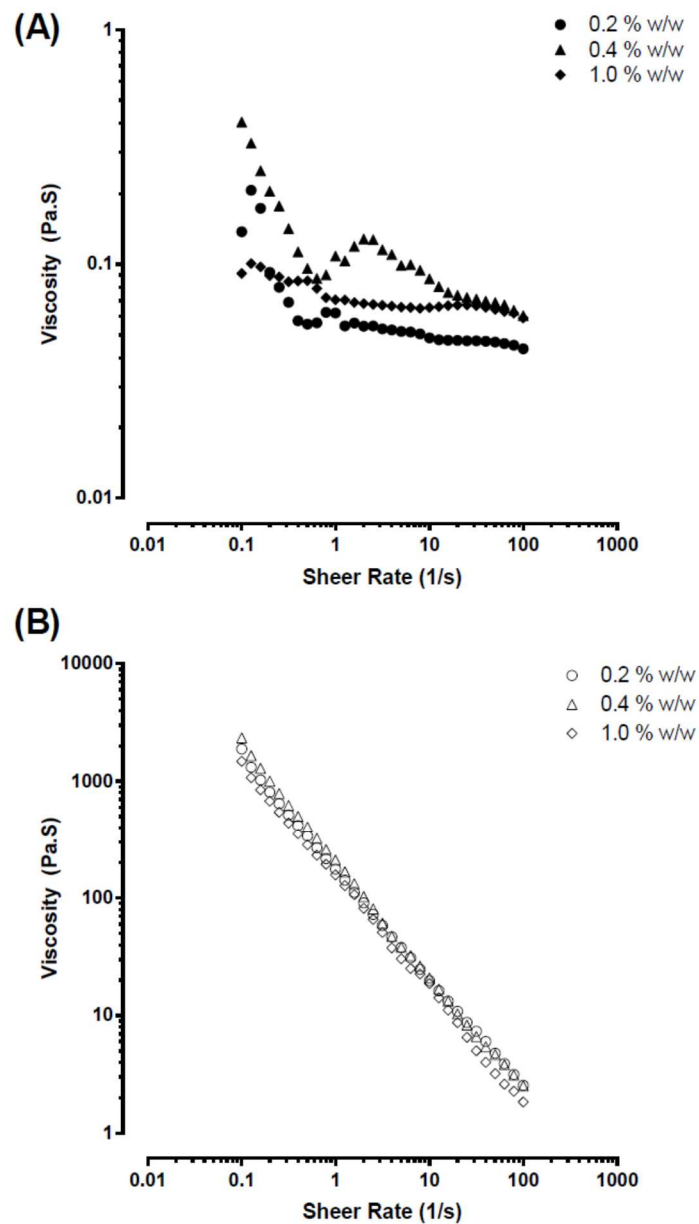 (A)
0.2 % w/w
0.4 % w/w
1.0 % w/w
Viscosity (Pa.S)
1
0.1
0.01
0.01 0.1 1 10 100 1000
Sheer Rate (1/s)
(B)
0.2 % w/w
0.4 % w/w
1.0 % w/w
Viscosity (Pa.S)
10000
1000
100
10
1
0.01 0.1 1 10 100 1000
Sheer Rate (1/s)